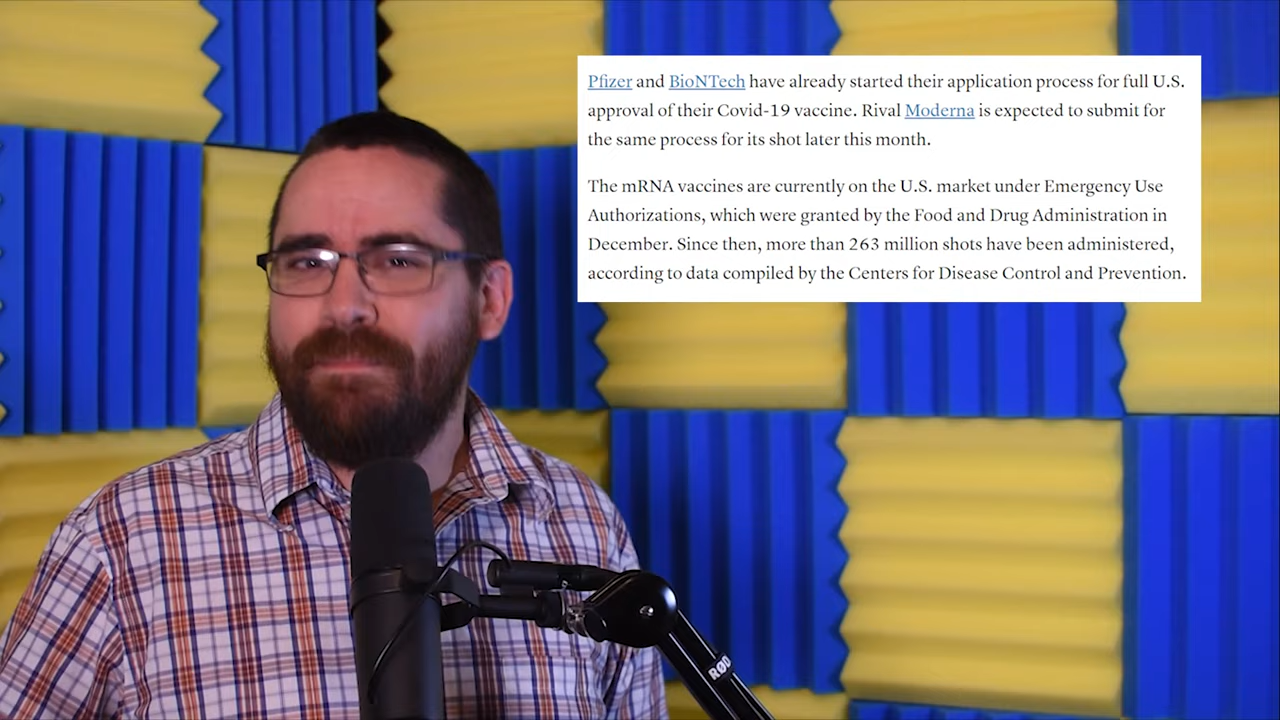 Pfizer and BioNTech have already started their application process for full U.S.
approval of their Covid-19 vaccine. Rival Moderna is expected to submit for
the same process for its shot later this month.
The mRNA vaccines are currently on the U.S. market under Emergency Use
Authorizations, which were granted by the Food and Drug Administration in
December. Since then, more than 263 million shots have been administered,
according to data compiled by the Centers for Disease Control and Prevention.
RØDE